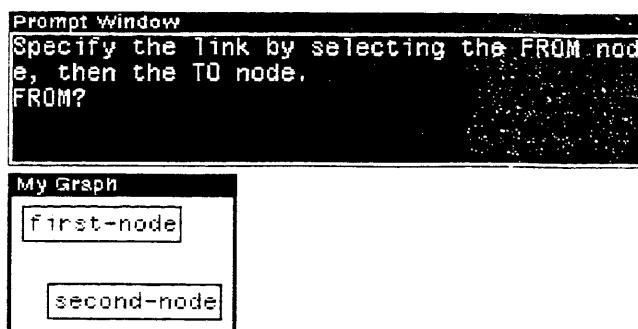 Prompt Window
Specify the link by selecting the FROM nod
e, then the TO node.
FROM?
My Graph
first-node
second-node